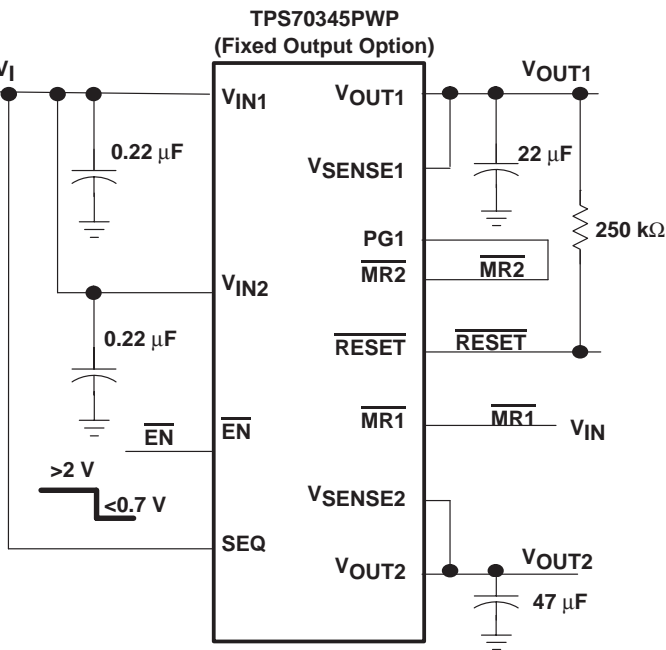 TPS70345PWP
(Fixed Output Option)
VI
VIN1
VOUT1
VOUT1
0.22 µF
VSENSE1
22 µF
250 kΩ
PG1
MR2
MR2
VIN2
0.22 µF
RESET
RESET
EN
EN
MR1
MR1
VIN
>2 V
<0.7 V
VSENSE2
SEQ
VOUT2
VOUT2
47 µF